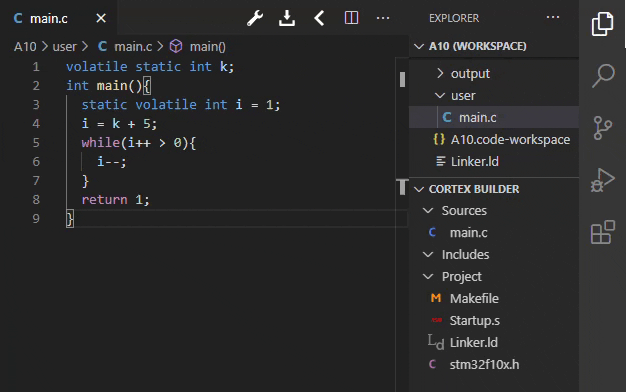 C main.c ×
A10 > user > C main.c > main()
1 volatile static int k;
2 int main(){
3 static volatile int i = 1;
4 i = k + 5;
5 while(i++ > 0){
6 i--;
7 }
8 return 1;
9 }
EXPLORER ...
A10 (WORKSPACE)
output
user
C main.c
{} A10.code-workspace
Linker.ld
CORTEX BUILDER
Sources
C main.c
Includes
Project
M Makefile
Startup.s
Ld Linker.ld
C stm32f10x.h